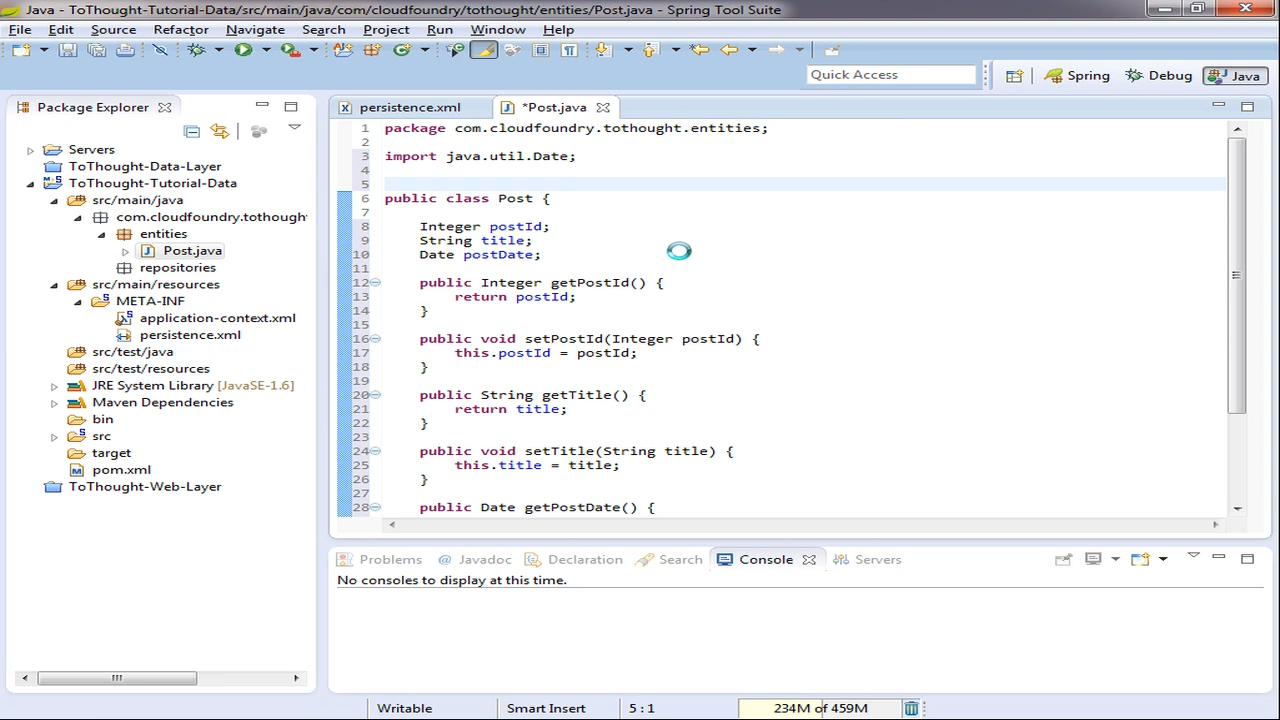 Java - ToThought-Tutorial-Data/src/main/java/com/cloudfoundry/tothought/entities/Post.java - Spring Tool Suite
File Edit Source Refactor Navigate Search Project Run Window Help
Quick Access
Spring Debug Java
Package Explorer
Servers
ToThought-Data-Layer
ToThought-Tutorial-Data
src/main/java
com.cloudfoundry.tothought
entities
Post.java
repositories
src/main/resources
META-INF
application-context.xml
persistence.xml
src/test/java
src/test/resources
JRE System Library [JavaSE-1.6]
Maven Dependencies
bin
src
target
pom.xml
ToThought-Web-Layer
persistence.xml *Post.java
1 package com.cloudfoundry.tothought.entities;
2
3 import java.util.Date;
4
5
6 public class Post {
7
8 Integer postId;
9 String title;
10 Date postDate;
11
12 public Integer getPostId() {
13 return postId;
14 }
15
16 public void setPostId(Integer postId) {
17 this.postId = postId;
18 }
19
20 public String getTitle() {
21 return title;
22 }
23
24 public void setTitle(String title) {
25 this.title = title;
26 }
27
28 public Date getPostDate() {
Problems @ Javadoc Declaration Search Console Servers
No consoles to display at this time.
Writable Smart Insert 5 : 1 234M of 459M